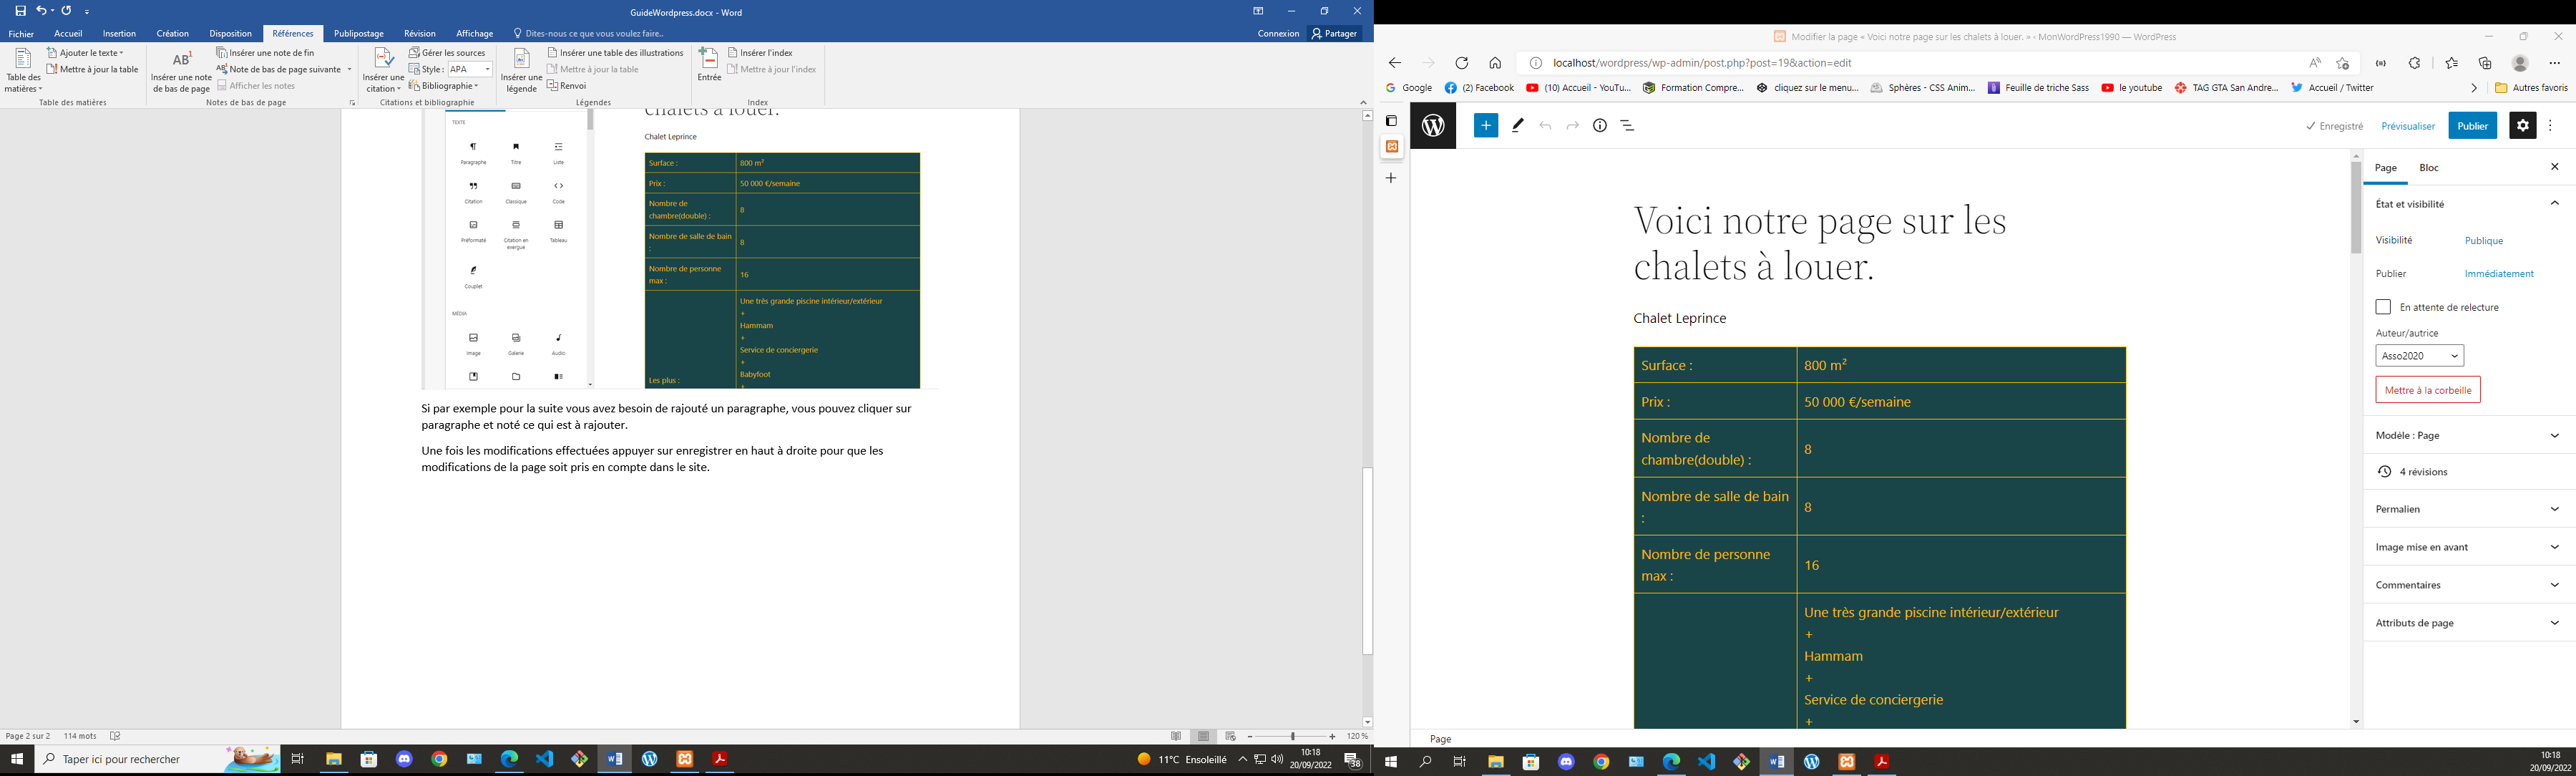 GuideWordpress.docx - Word
Fichier Accueil Insertion Création Disposition Références Publipostage Révision Affichage Dites-nous ce que vous voulez faire.. Connexion Partager
Table des matières
Ajouter le texte
Mettre à jour la table
Table des matières
AB1
Insérer une note de bas de page
Insérer une note de fin
Note de bas de page suivante
Afficher les notes
Notes de bas de page
Insérer une citation
Gérer les sources
Style : APA
Bibliographie
Citations et bibliographie
Insérer une légende
Insérer une table des illustrations
Mettre à jour la table
Renvoi
Légendes
Entrée
Insérer l'index
Mettre à jour l'index
Index
TEXTE
Paragraphe Titre Liste
Citation Classique Code
Préformaté Citation en exergue Tableau
Couplet
MÉDIA
Image Galerie Audio
chalets à louer.
Chalet Leprince
Surface : 800 m²
Prix : 50 000 €/semaine
Nombre de
chambre(double) : 8
Nombre de salle de bain
: 8
Nombre de personne
max : 16
Une très grande piscine intérieur/extérieur
+
Hammam
+
Service de conciergerie
+
Babyfoot
+
Les plus :
Si par exemple pour la suite vous avez besoin de rajouté un paragraphe, vous pouvez cliquer sur
paragraphe et noté ce qui est à rajouter.
Une fois les modifications effectuées appuyer sur enregistrer en haut à droite pour que les
modifications de la page soit pris en compte dans le site.
Page 2 sur 2 114 mots
120 %
Taper ici pour rechercher
11°C Ensoleillé
10:18
20/09/2022
38
Modifier la page « Voici notre page sur les chalets à louer. » ‹ MonWordPress1990 — WordPress
localhost/wordpress/wp-admin/post.php?post=19&action=edit
Google (2) Facebook (10) Accueil - YouTu... Formation Compre... cliquez sur le menu... Sphères - CSS Anim... Feuille de triche Sass le youtube TAG GTA San Andre... Accueil / Twitter Autres favoris
Enregistré Prévisualiser Publier
Voici notre page sur les
chalets à louer.
Chalet Leprince
Surface : 800 m²
Prix : 50 000 €/semaine
Nombre de
chambre(double) : 8
Nombre de salle de bain
: 8
Nombre de personne
max : 16
Une très grande piscine intérieur/extérieur
+
Hammam
+
Service de conciergerie
+
Page Bloc
État et visibilité
Visibilité Publique
Publier Immédiatement
En attente de relecture
Auteur/autrice
Asso2020
Mettre à la corbeille
Modèle : Page
4 révisions
Permalien
Image mise en avant
Commentaires
Attributs de page
Page
10:18
20/09/2022